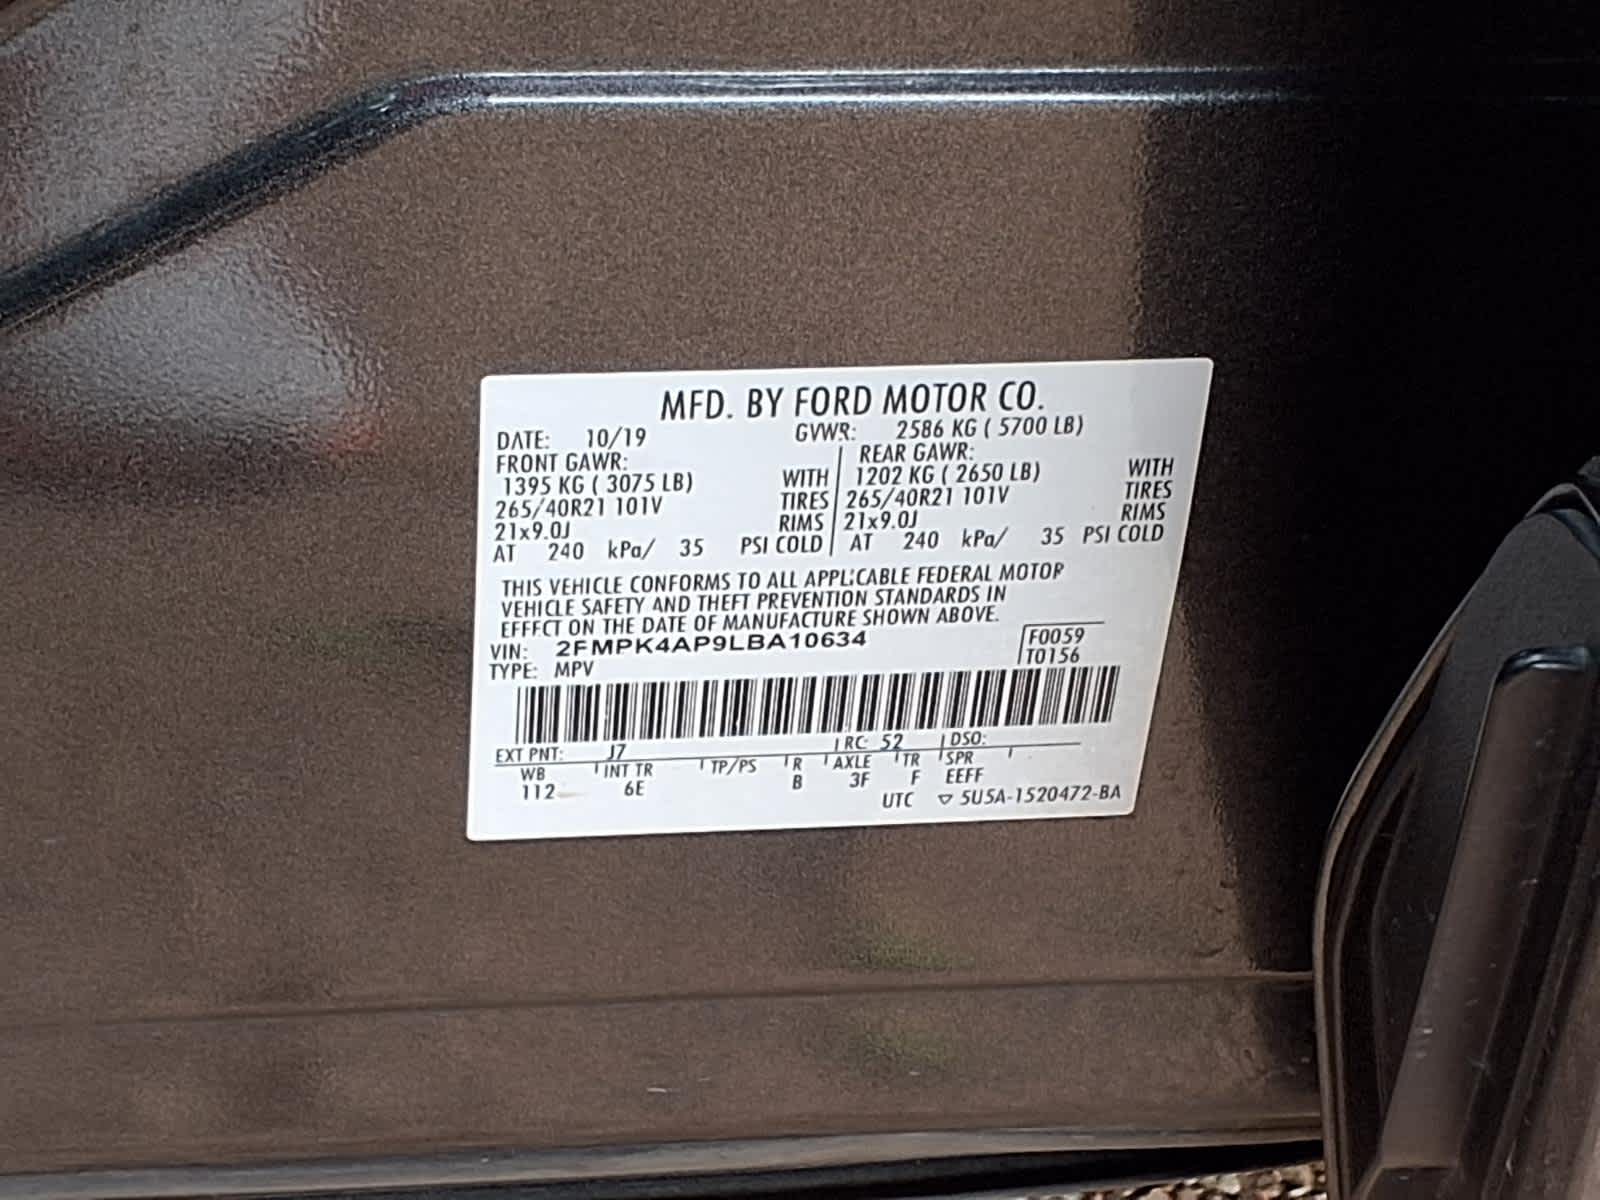 MFD. BY FORD MOTOR CO.
DATE: 10/19 GVWR: 2586 KG ( 5700 LB)
FRONT GAWR: REAR GAWR:
1395 KG ( 3075 LB) WITH 1202 KG ( 2650 LB) WITH
265/40R21 101V TIRES 265/40R21 101V TIRES
21x9.0J RIMS 21x9.0J RIMS
AT 240 kPa/ 35 PSI COLD AT 240 kPa/ 35 PSI COLD
THIS VEHICLE CONFORMS TO ALL APPLICABLE FEDERAL MOTOR
VEHICLE SAFETY AND THEFT PREVENTION STANDARDS IN
EFFECT ON THE DATE OF MANUFACTURE SHOWN ABOVE.
VIN: 2FMPK4AP9LBA10634 F0059
TYPE: MPV T0156
EXT PNT: J7 RC: 52 DSO:
WB INT TR TP/PS R AXLE TR SPR
112 6E B 3F F EEFF
UTC ▽ 5U5A-1520472-BA